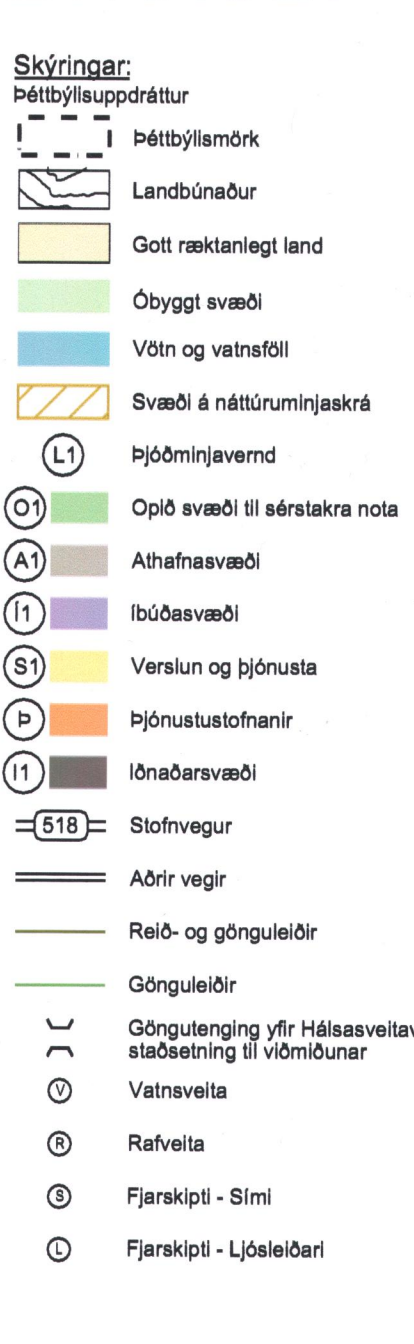 Skýringar:
Þéttbýlisuppdráttur
Þéttbýlismörk
Landbúnaður
Gott ræktanlegt land
Óbyggt svæði
Vötn og vatnsföll
Svæði á náttúruminjaskrá
L1 Þjóðminjavernd
O1 Opið svæði til sérstakra nota
A1 Athafnasvæði
Í1 Íbúðasvæði
S1 Verslun og þjónusta
Þ Þjónustustofnanir
I1 Iðnaðarsvæði
518 Stofnvegur
Aðrir vegir
Reið- og gönguleiðir
Gönguleiðir
Göngutenging yfir Hálsasveitav
staðsetning til viðmiðunar
V Vatnsveita
R Rafveita
S Fjarskipti - Sími
L Fjarskipti - Ljósleiðari